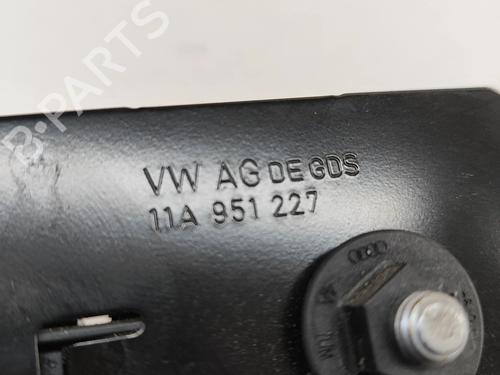 B-PARTS
VW AG DE GDS
11A 951 227